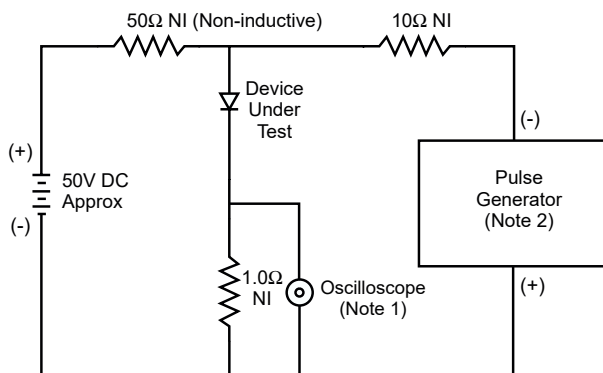 50Ω NI (Non-inductive)
10Ω NI
Device
Under
Test
(+)
50V DC
Approx
(-)
1.0Ω
NI
Oscilloscope
(Note 1)
(-)
Pulse
Generator
(Note 2)
(+)